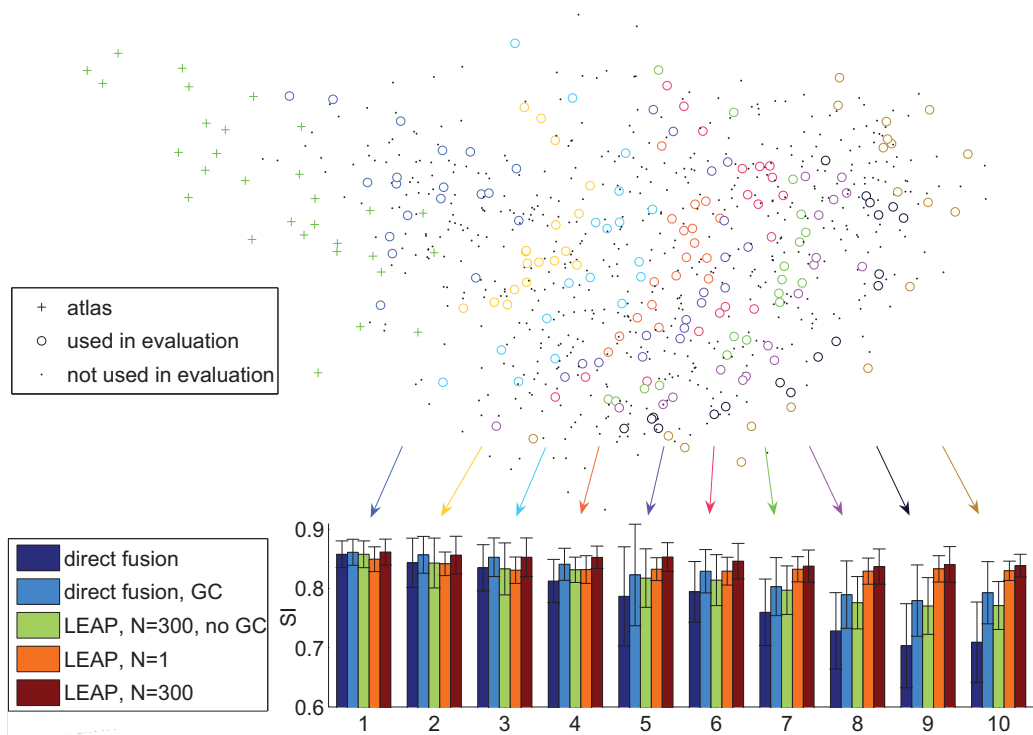 atlas
used in evaluation
not used in evaluation
direct fusion
direct fusion, GC
LEAP, N=300, no GC
LEAP, N=1
LEAP, N=300
SI
0.9
0.8
0.7
0.6
1 2 3 4 5 6 7 8 9 10